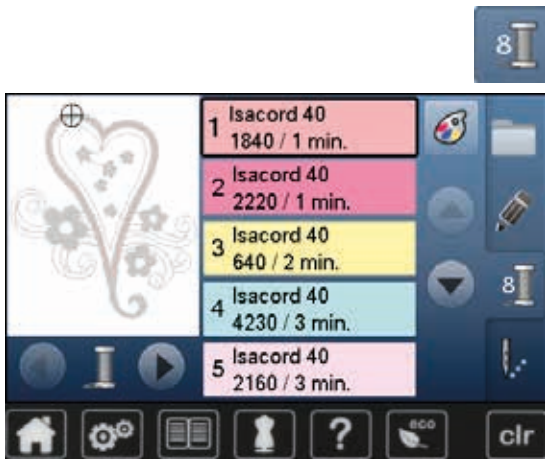 8
1 Isacord 40
1840 / 1 min.
2 Isacord 40
2220 / 1 min.
3 Isacord 40
640 / 2 min.
4 Isacord 40
4230 / 3 min.
5 Isacord 40
2160 / 3 min.
8
?
eco
clr